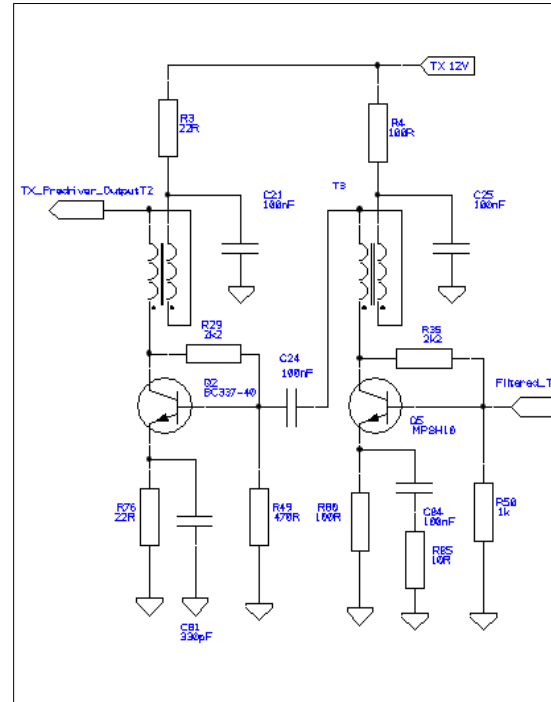 TX 12V
R3
22R
R4
100R
TX_Predriver_OutputT2
C21
100nF
T3
C25
100nF
R29
2k2
C24
100nF
R35
2k2
Q2
BC337-40
Filtered_T
Q5
MPSH10
R76
22R
R49
470R
R80
100R
C84
100nF
R50
1k
R85
10R
C81
330pF